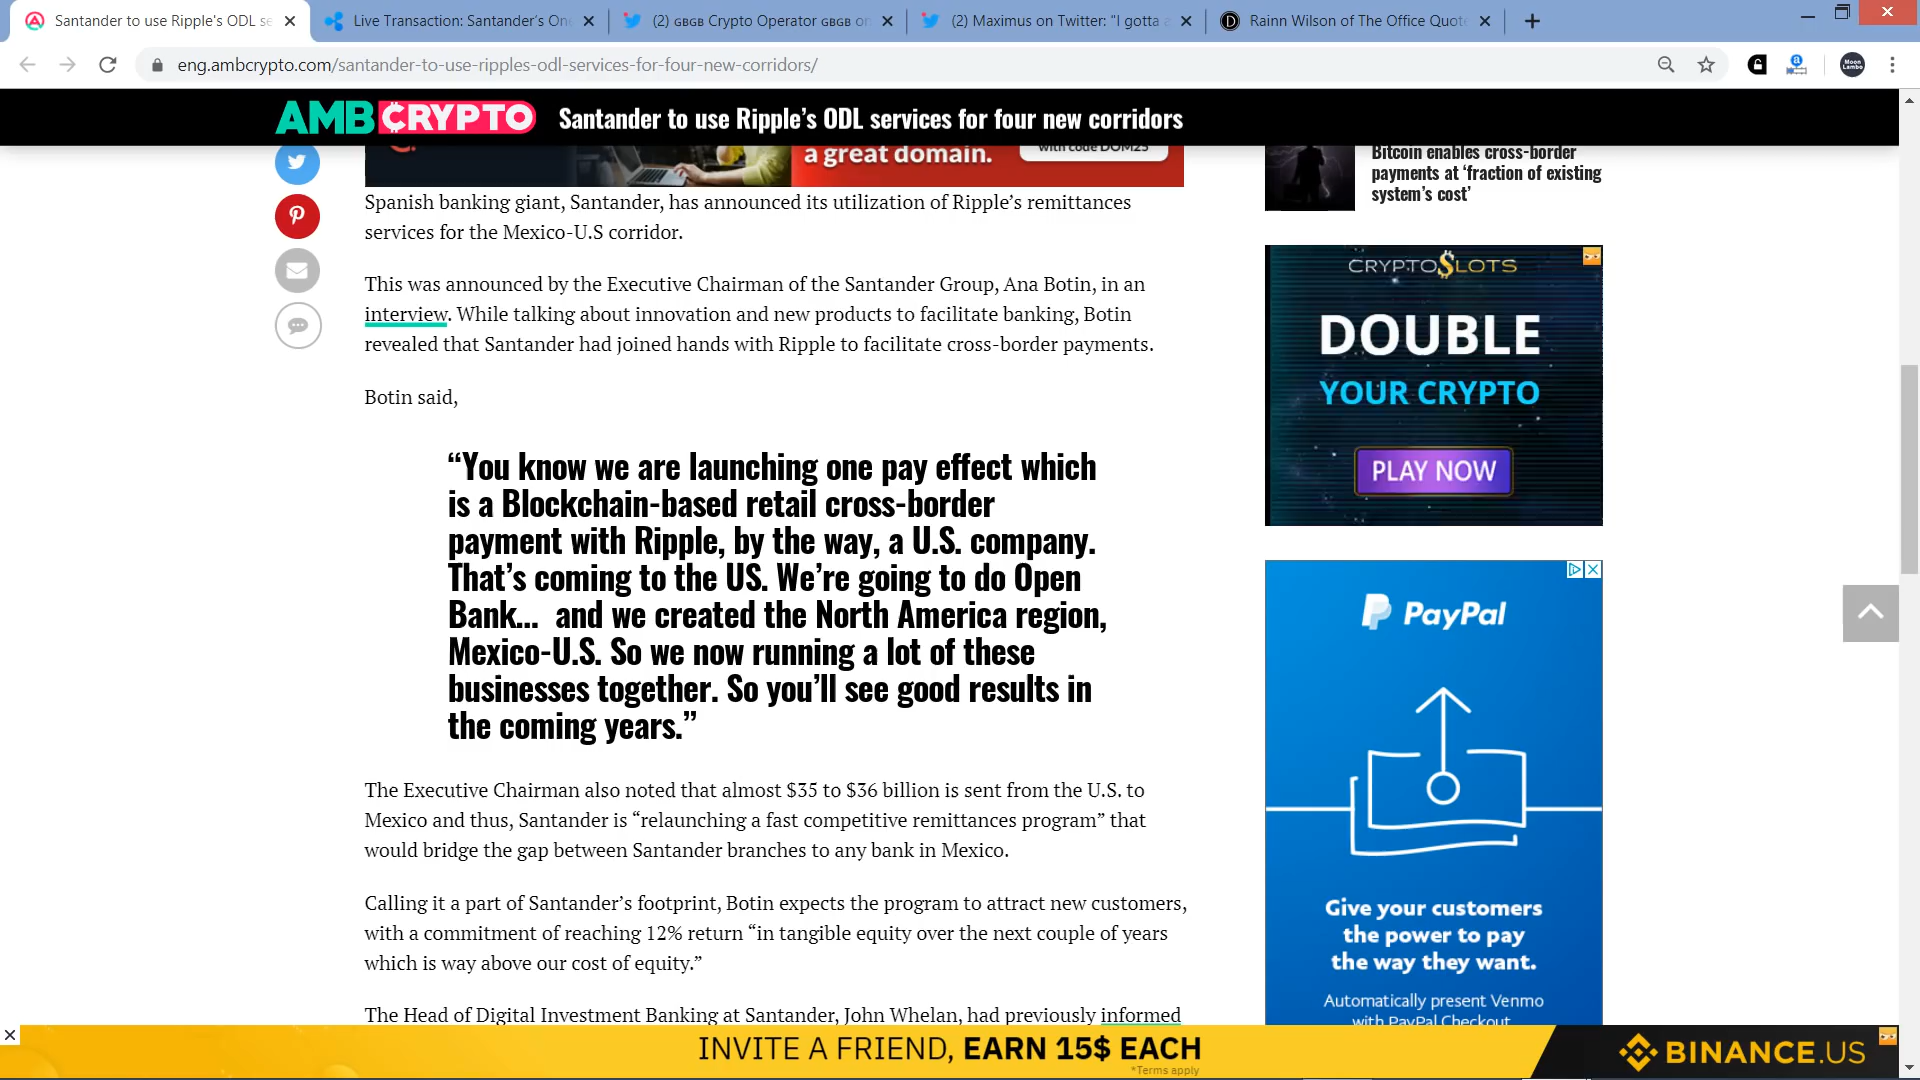 Santander to use Ripple's ODL se
Live Transaction: Santander's On
(2) GBGB Crypto Operator GBGB on
(2) Maximus on Twitter: "I gotta a
Rainn Wilson of The Office Quot
eng.ambcrypto.com/santander-to-use-ripples-odl-services-for-four-new-corridors/
AMBCRYPTO
Santander to use Ripple’s ODL services for four new corridors
a great domain.
with code DOM25
Spanish banking giant, Santander, has announced its utilization of Ripple’s remittances
services for the Mexico-U.S corridor.
This was announced by the Executive Chairman of the Santander Group, Ana Botin, in an
interview. While talking about innovation and new products to facilitate banking, Botin
revealed that Santander had joined hands with Ripple to facilitate cross-border payments.
Botin said,
“You know we are launching one pay effect which
is a Blockchain-based retail cross-border
payment with Ripple, by the way, a U.S. company.
That’s coming to the US. We’re going to do Open
Bank… and we created the North America region,
Mexico-U.S. So we now running a lot of these
businesses together. So you’ll see good results in
the coming years.”
The Executive Chairman also noted that almost $35 to $36 billion is sent from the U.S. to
Mexico and thus, Santander is “relaunching a fast competitive remittances program” that
would bridge the gap between Santander branches to any bank in Mexico.
Calling it a part of Santander’s footprint, Botin expects the program to attract new customers,
with a commitment of reaching 12% return “in tangible equity over the next couple of years
which is way above our cost of equity.”
The Head of Digital Investment Banking at Santander, John Whelan, had previously informed
Bitcoin enables cross-border
payments at ‘fraction of existing
system’s cost’
CRYPTO$LOTS
DOUBLE
YOUR CRYPTO
PLAY NOW
PayPal
Give your customers
the power to pay
the way they want.
Automatically present Venmo
with PayPal Checkout
INVITE A FRIEND, EARN 15$ EACH
*Terms apply
BINANCE.US